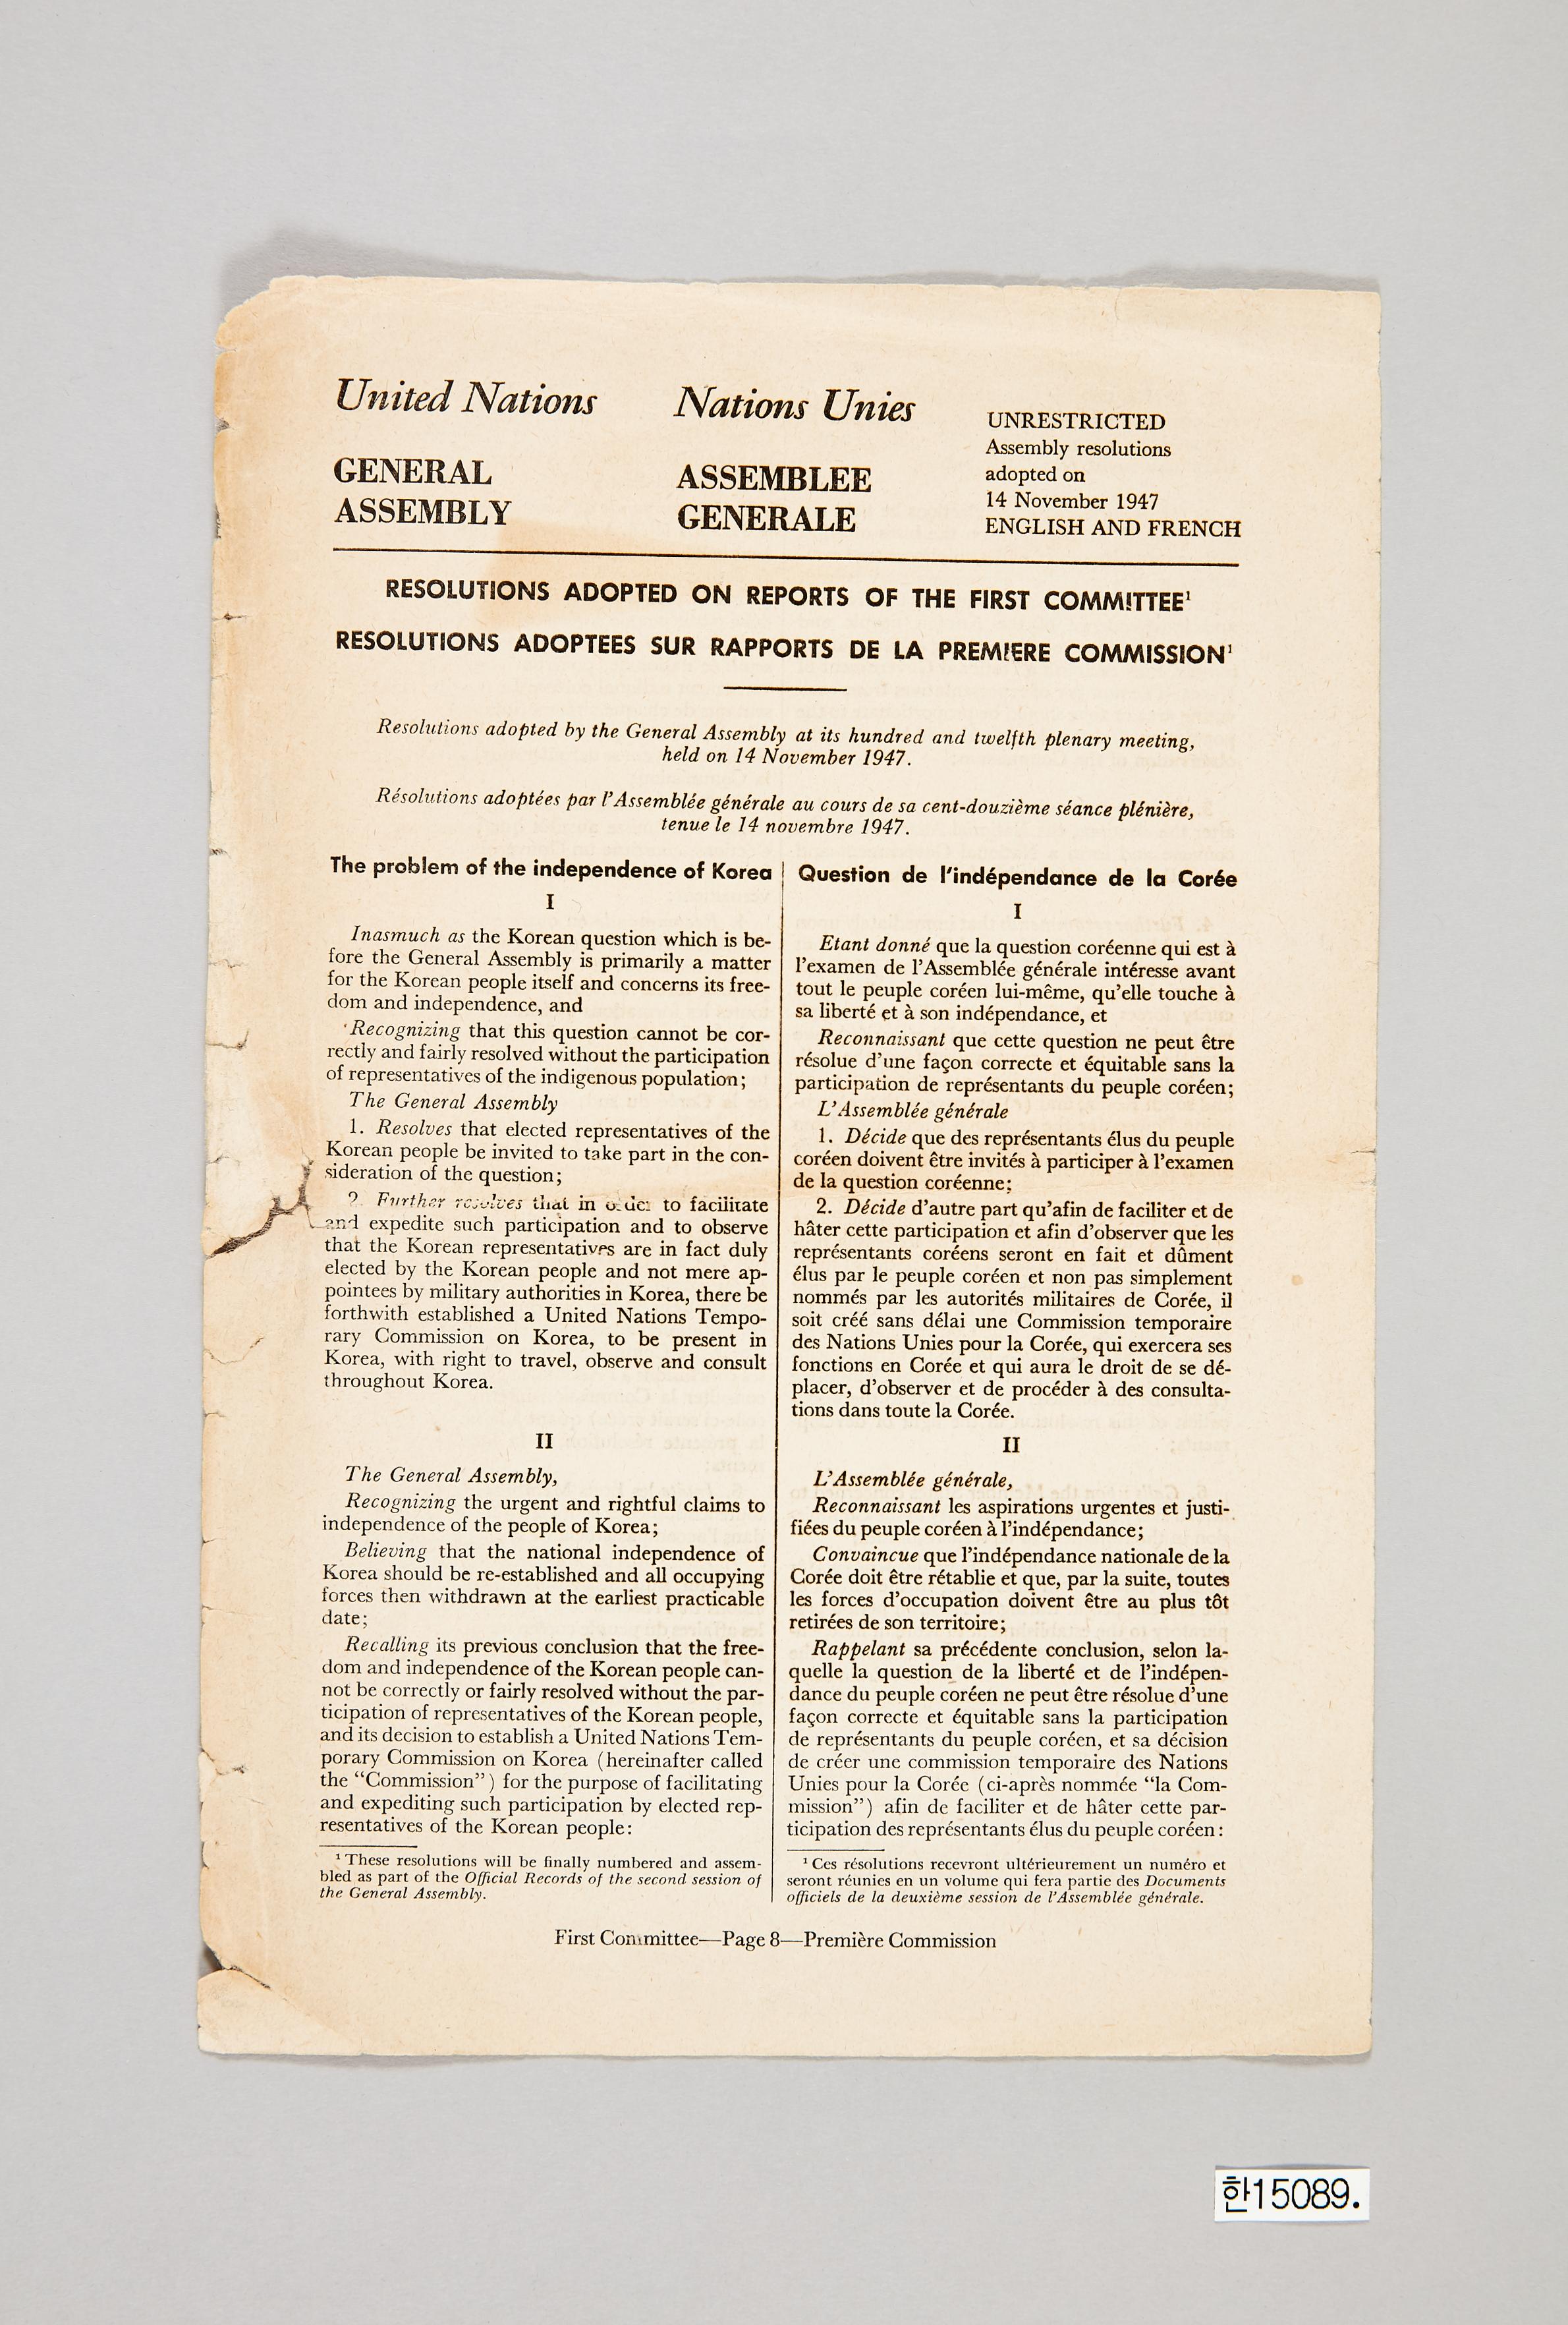 United Nations
GENERAL
ASSEMBLY
Nations Unies
ASSEMBLEE
GENERALE
UNRESTRICTED
Assembly resolutions
adopted on
14 November 1947
ENGLISH AND FRENCH
RESOLUTIONS ADOPTED ON REPORTS OF THE FIRST COMMITTEE¹
RESOLUTIONS ADOPTEES SUR RAPPORTS DE LA PREMIERE COMMISSION¹
Resolutions adopted by the General Assembly at its hundred and twelfth plenary meeting,
held on 14 November 1947.
Résolutions adoptées par l'Assemblée générale au cours de sa cent-douzième séance plénière,
tenue le 14 novembre 1947.
The problem of the independence of Korea
I
Inasmuch as the Korean question which is be-
fore the General Assembly is primarily a matter
for the Korean people itself and concerns its free-
dom and independence, and
Recognizing that this question cannot be cor-
rectly and fairly resolved without the participation
of representatives of the indigenous population;
The General Assembly
1. Resolves that elected representatives of the
Korean people be invited to take part in the con-
sideration of the question;
2. Further resolves that in order to facilitate
and expedite such participation and to observe
that the Korean representatives are in fact duly
elected by the Korean people and not mere ap-
pointees by military authorities in Korea, there be
forthwith established a United Nations Tempo-
rary Commission on Korea, to be present in
Korea, with right to travel, observe and consult
throughout Korea.
II
The General Assembly,
Recognizing the urgent and rightful claims to
independence of the people of Korea;
Believing that the national independence of
Korea should be re-established and all occupying
forces then withdrawn at the earliest practicable
date;
Recalling its previous conclusion that the free-
dom and independence of the Korean people can-
not be correctly or fairly resolved without the par-
ticipation of representatives of the Korean people,
and its decision to establish a United Nations Tem-
porary Commission on Korea (hereinafter called
the "Commission") for the purpose of facilitating
and expediting such participation by elected rep-
resentatives of the Korean people:
¹ These resolutions will be finally numbered and assem-
bled as part of the Official Records of the second session of
the General Assembly.
Question de l'indépendance de la Corée
I
Etant donné que la question coréenne qui est à
l'examen de l'Assemblée générale intéresse avant
tout le peuple coréen lui-même, qu'elle touche à
sa liberté et à son indépendance, et
Reconnaissant que cette question ne peut être
résolue d'une façon correcte et équitable sans la
participation de représentants du peuple coréen;
L'Assemblée générale
1. Décide que des représentants élus du peuple
coréen doivent être invités à participer à l'examen
de la question coréenne;
2. Décide d'autre part qu'afin de faciliter et de
hâter cette participation et afin d'observer que les
représentants coréens seront en fait et dûment
élus par le peuple coréen et non pas simplement
nommés par les autorités militaires de Corée, il
soit créé sans délai une Commission temporaire
des Nations Unies pour la Corée, qui exercera ses
fonctions en Corée et qui aura le droit de se dé-
placer, d'observer et de procéder à des consulta-
tions dans toute la Corée.
II
L'Assemblée générale,
Reconnaissant les aspirations urgentes et justi-
fiées du peuple coréen à l'indépendance;
Convaincue que l'indépendance nationale de la
Corée doit être rétablie et que, par la suite, toutes
les forces d'occupation doivent être au plus tôt
retirées de son territoire;
Rappelant sa précédente conclusion, selon la-
quelle la question de la liberté et de l'indépen-
dance du peuple coréen ne peut être résolue d'une
façon correcte et équitable sans la participation
de représentants du peuple coréen, et sa décision
de créer une commission temporaire des Nations
Unies pour la Corée (ci-après nommée "la Com-
mission") afin de faciliter et de hâter cette par-
ticipation des représentants élus du peuple coréen:
¹ Ces résolutions recevront ultérieurement un numéro et
seront réunies en un volume qui fera partie des Documents
officiels de la deuxième session de l'Assemblée générale.
First Committee—Page 8—Première Commission
한15089.